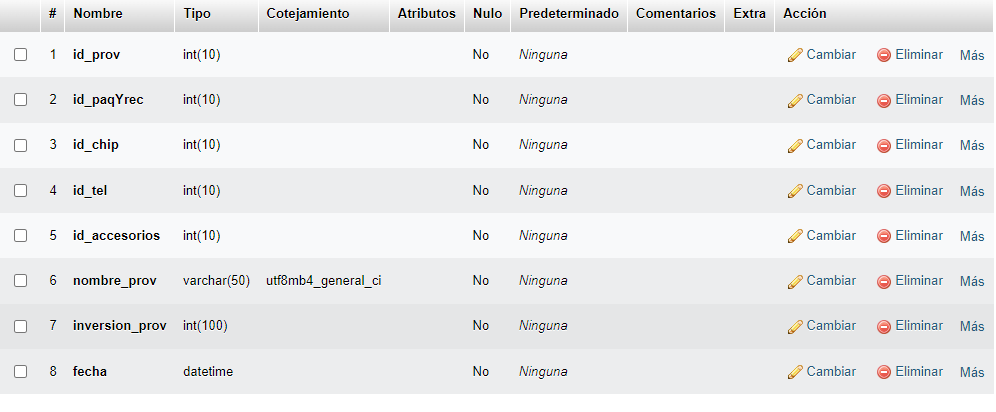 # Nombre Tipo Cotejamiento Atributos Nulo Predeterminado Comentarios Extra Acción
1 id_prov int(10) No Ninguna Cambiar Eliminar Más
2 id_paqYrec int(10) No Ninguna Cambiar Eliminar Más
3 id_chip int(10) No Ninguna Cambiar Eliminar Más
4 id_tel int(10) No Ninguna Cambiar Eliminar Más
5 id_accesorios int(10) No Ninguna Cambiar Eliminar Más
6 nombre_prov varchar(50) utf8mb4_general_ci No Ninguna Cambiar Eliminar Más
7 inversion_prov int(100) No Ninguna Cambiar Eliminar Más
8 fecha datetime No Ninguna Cambiar Eliminar Más